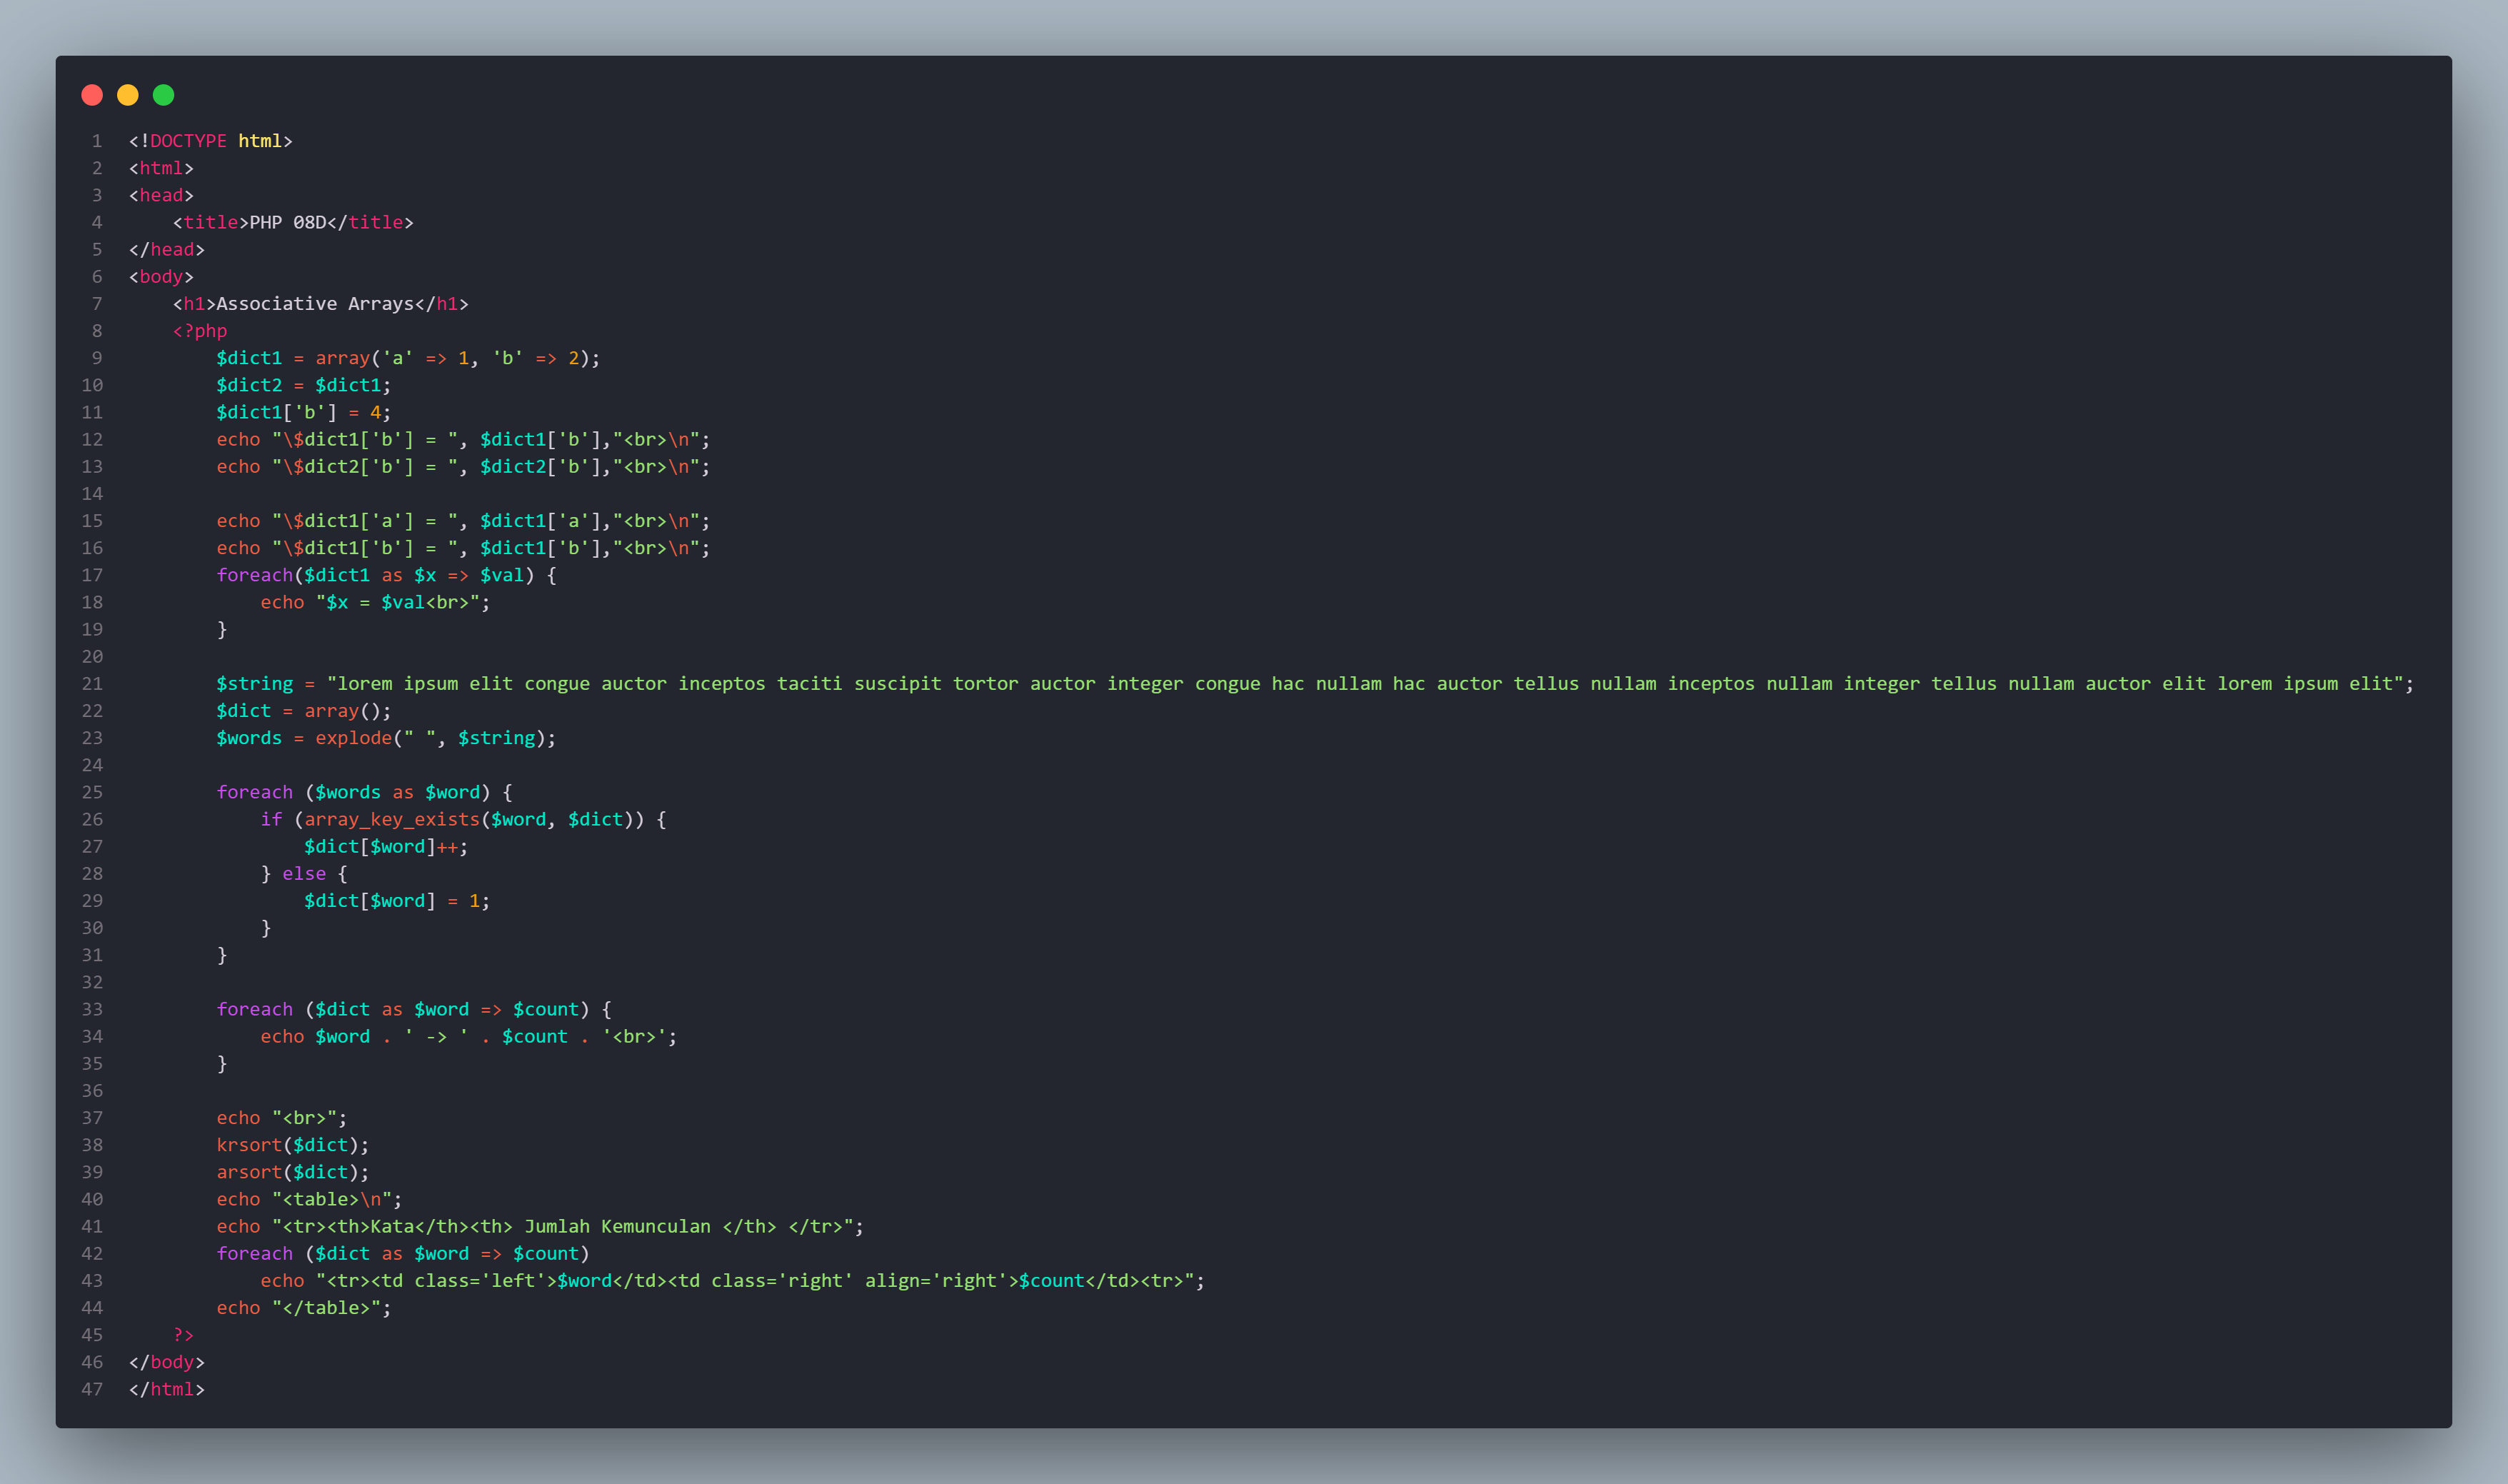 1 <!DOCTYPE html>
2 <html>
3 <head>
4     <title>PHP 08D</title>
5 </head>
6 <body>
7     <h1>Associative Arrays</h1>
8     <?php
9         $dict1 = array('a' => 1, 'b' => 2);
10         $dict2 = $dict1;
11         $dict1['b'] = 4;
12         echo "\$dict1['b'] = ", $dict1['b'],"<br>\n";
13         echo "\$dict2['b'] = ", $dict2['b'],"<br>\n";
14
15         echo "\$dict1['a'] = ", $dict1['a'],"<br>\n";
16         echo "\$dict1['b'] = ", $dict1['b'],"<br>\n";
17         foreach($dict1 as $x => $val) {
18             echo "$x = $val<br>";
19         }
20
21         $string = "lorem ipsum elit congue auctor inceptos taciti suscipit tortor auctor integer congue hac nullam hac auctor tellus nullam inceptos nullam integer tellus nullam auctor elit lorem ipsum elit";
22         $dict = array();
23         $words = explode(" ", $string);
24
25         foreach ($words as $word) {
26             if (array_key_exists($word, $dict)) {
27                 $dict[$word]++;
28             } else {
29                 $dict[$word] = 1;
30             }
31         }
32
33         foreach ($dict as $word => $count) {
34             echo $word . ' -> ' . $count . '<br>';
35         }
36
37         echo "<br>";
38         krsort($dict);
39         arsort($dict);
40         echo "<table>\n";
41         echo "<tr><th>Kata</th><th> Jumlah Kemunculan </th> </tr>";
42         foreach ($dict as $word => $count)
43             echo "<tr><td class='left'>$word</td><td class='right' align='right'>$count</td><tr>";
44         echo "</table>";
45     ?>
46 </body>
47 </html>